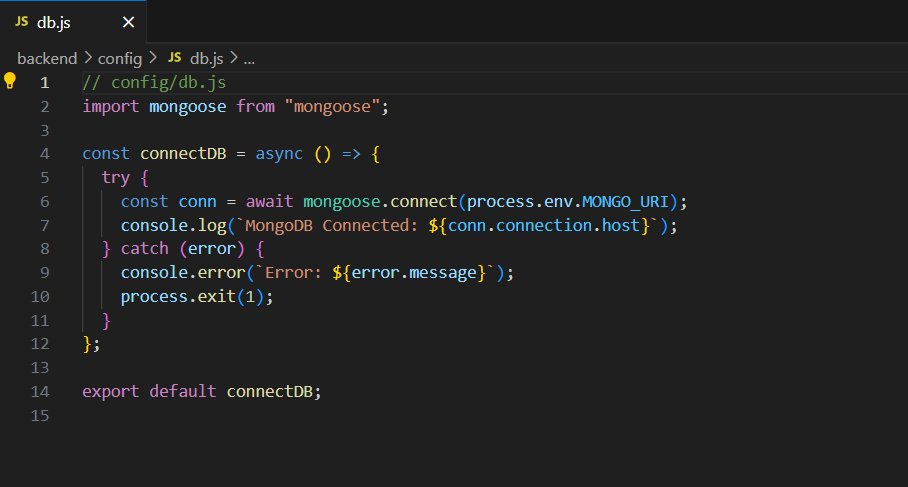 JS db.js ×
backend > config > JS db.js > ...
1 // config/db.js
2 import mongoose from "mongoose";
3
4 const connectDB = async () => {
5   try {
6     const conn = await mongoose.connect(process.env.MONGO_URI);
7     console.log(`MongoDB Connected: ${conn.connection.host}`);
8   } catch (error) {
9     console.error(`Error: ${error.message}`);
10     process.exit(1);
11   }
12 };
13
14 export default connectDB;
15